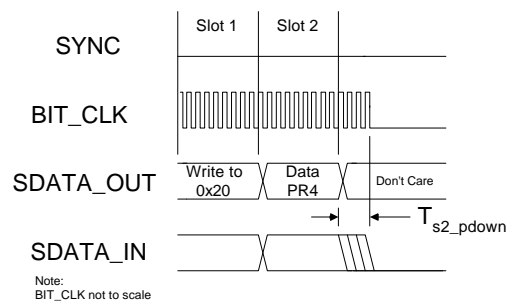 Slot 1
Slot 2
SYNC
BIT_CLK
SDATA_OUT
Write to
0x20
Data
PR4
Don't Care
Ts2_pdown
SDATA_IN
Note:
BIT_CLK not to scale